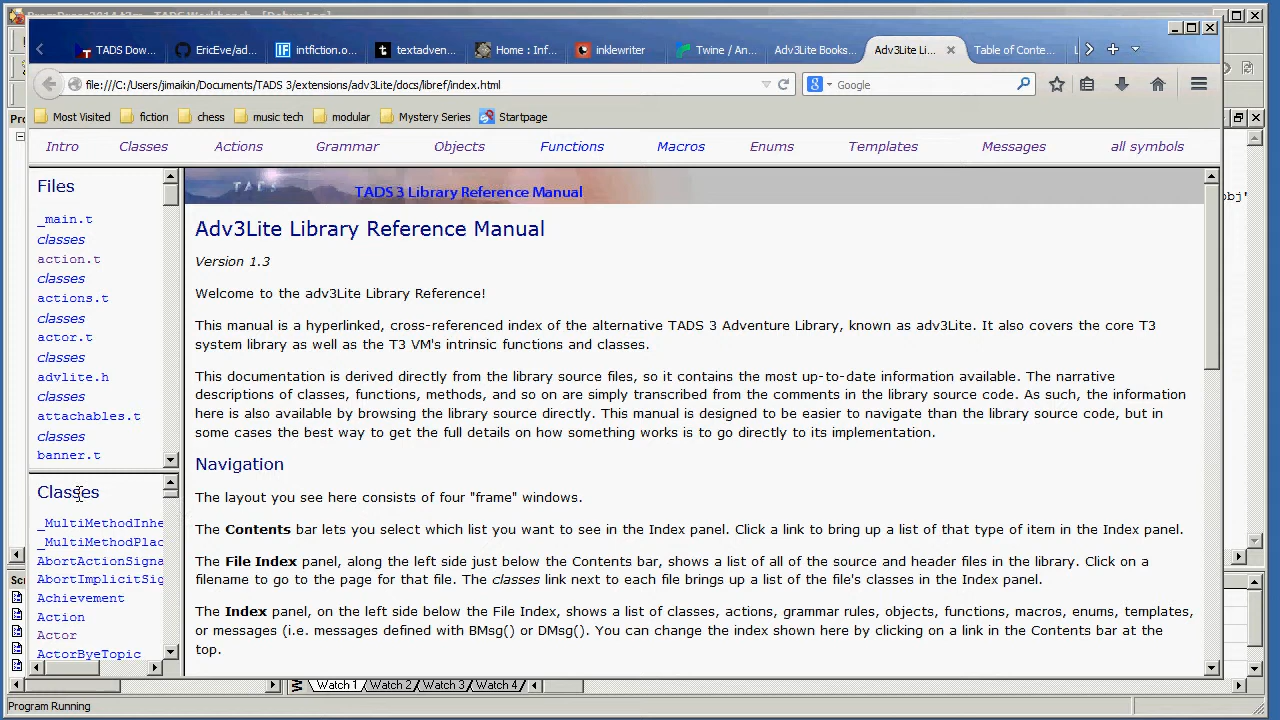 TADS Dow... EricEve/ad... intfiction.o... textadven... Home : Inf... inklewriter Twine / An... Adv3Lite Books... Adv3Lite Li... Table of Conte...
file:///C:/Users/jimaikin/Documents/TADS 3/extensions/adv3Lite/docs/libref/index.html Google
Most Visited fiction chess music tech modular Mystery Series Startpage
Intro Classes Actions Grammar Objects Functions Macros Enums Templates Messages all symbols
Files
_main.t
classes
action.t
classes
actions.t
classes
actor.t
classes
advlite.h
classes
attachables.t
classes
banner.t
Classes
_MultiMethodInhe
_MultiMethodPlac
AbortActionSigna
AbortImplicitSig
Achievement
Action
Actor
ActorByeTopic
TADS
TADS 3 Library Reference Manual
Adv3Lite Library Reference Manual
Version 1.3
Welcome to the adv3Lite Library Reference!
This manual is a hyperlinked, cross-referenced index of the alternative TADS 3 Adventure Library, known as adv3Lite. It also covers the core T3
system library as well as the T3 VM's intrinsic functions and classes.
This documentation is derived directly from the library source files, so it contains the most up-to-date information available. The narrative
descriptions of classes, functions, methods, and so on are simply transcribed from the comments in the library source code. As such, the information
here is also available by browsing the library source directly. This manual is designed to be easier to navigate than the library source code, but in
some cases the best way to get the full details on how something works is to go directly to its implementation.
Navigation
The layout you see here consists of four "frame" windows.
The Contents bar lets you select which list you want to see in the Index panel. Click a link to bring up a list of that type of item in the Index panel.
The File Index panel, along the left side just below the Contents bar, shows a list of all of the source and header files in the library. Click on a
filename to go to the page for that file. The classes link next to each file brings up a list of the file's classes in the Index panel.
The Index panel, on the left side below the File Index, shows a list of classes, actions, grammar rules, objects, functions, macros, enums, templates,
or messages (i.e. messages defined with BMsg() or DMsg(). You can change the index shown here by clicking on a link in the Contents bar at the
top.
obj'
Watch 1 Watch 2 Watch 3 Watch 4
Program Running